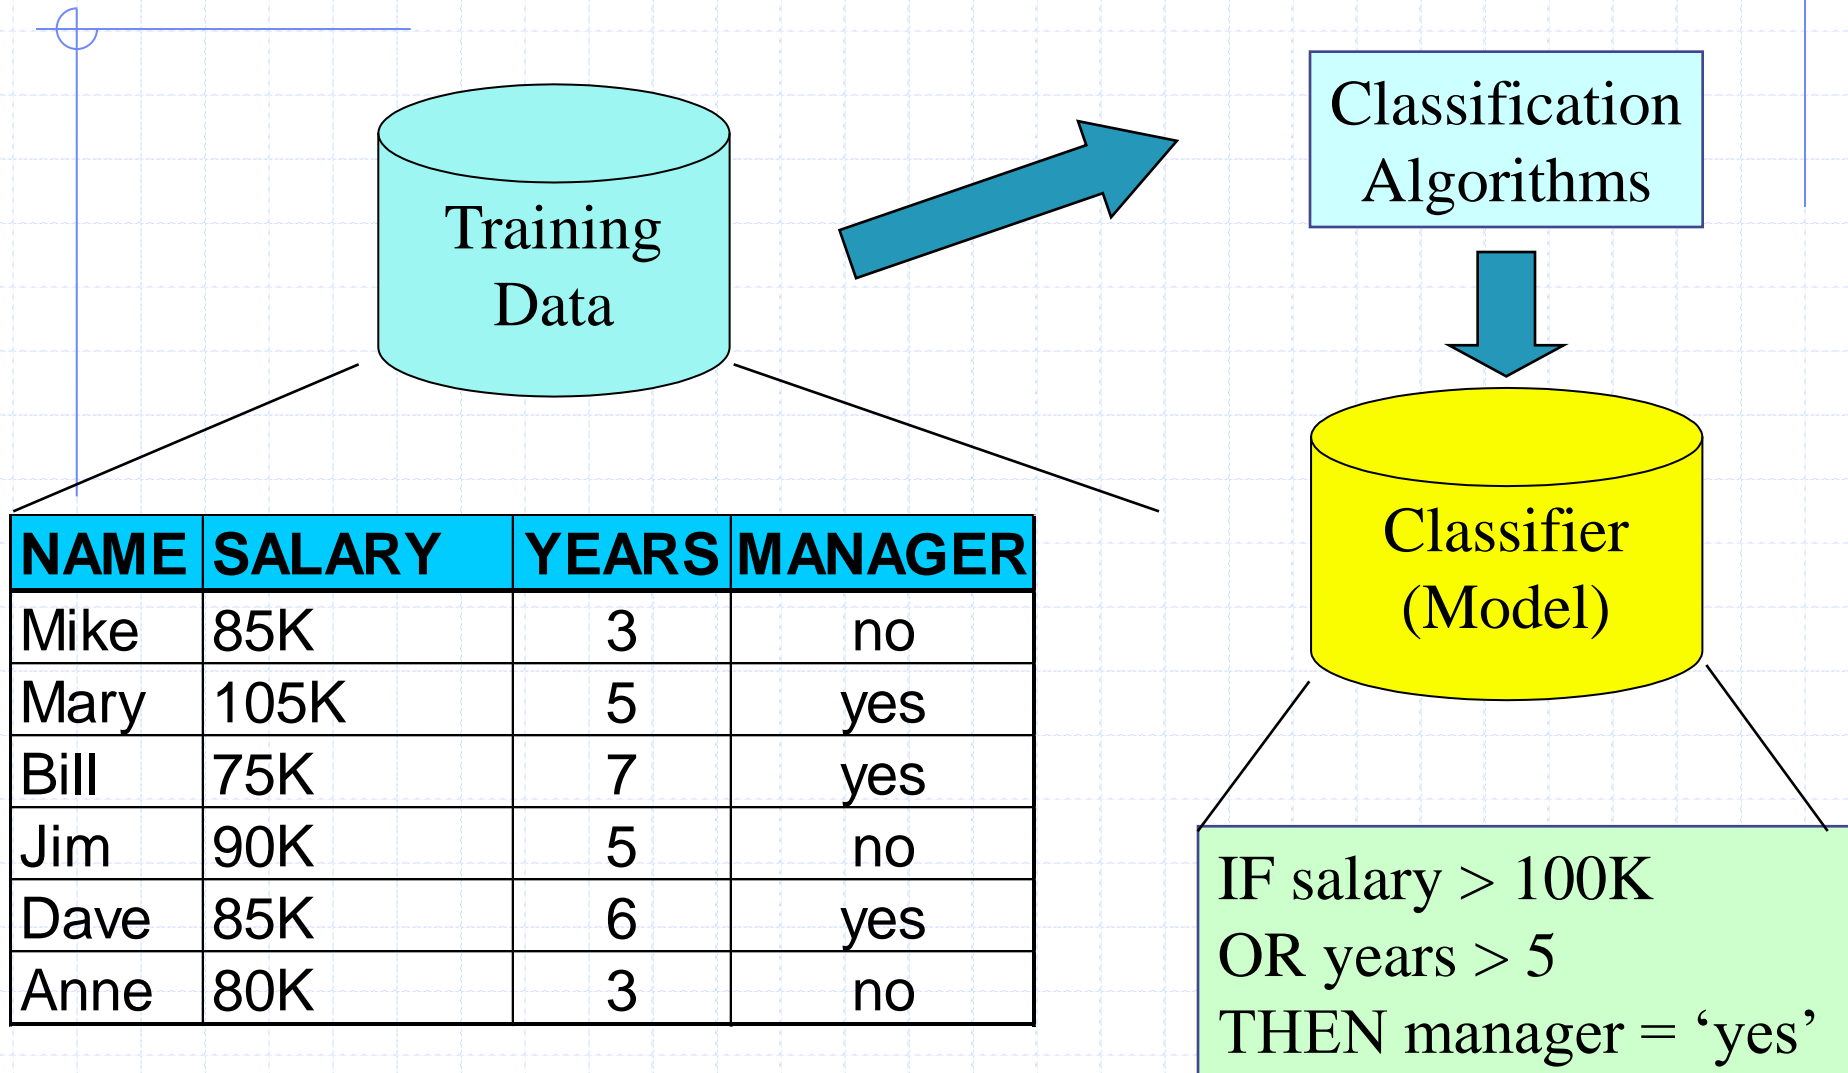 Training
Data
Classification
Algorithms
NAME SALARY YEARS MANAGER
Mike 85K 3 no
Mary 105K 5 yes
Bill 75K 7 yes
Jim 90K 5 no
Dave 85K 6 yes
Anne 80K 3 no
Classifier
(Model)
IF salary > 100K
OR years > 5
THEN manager = ‘yes’